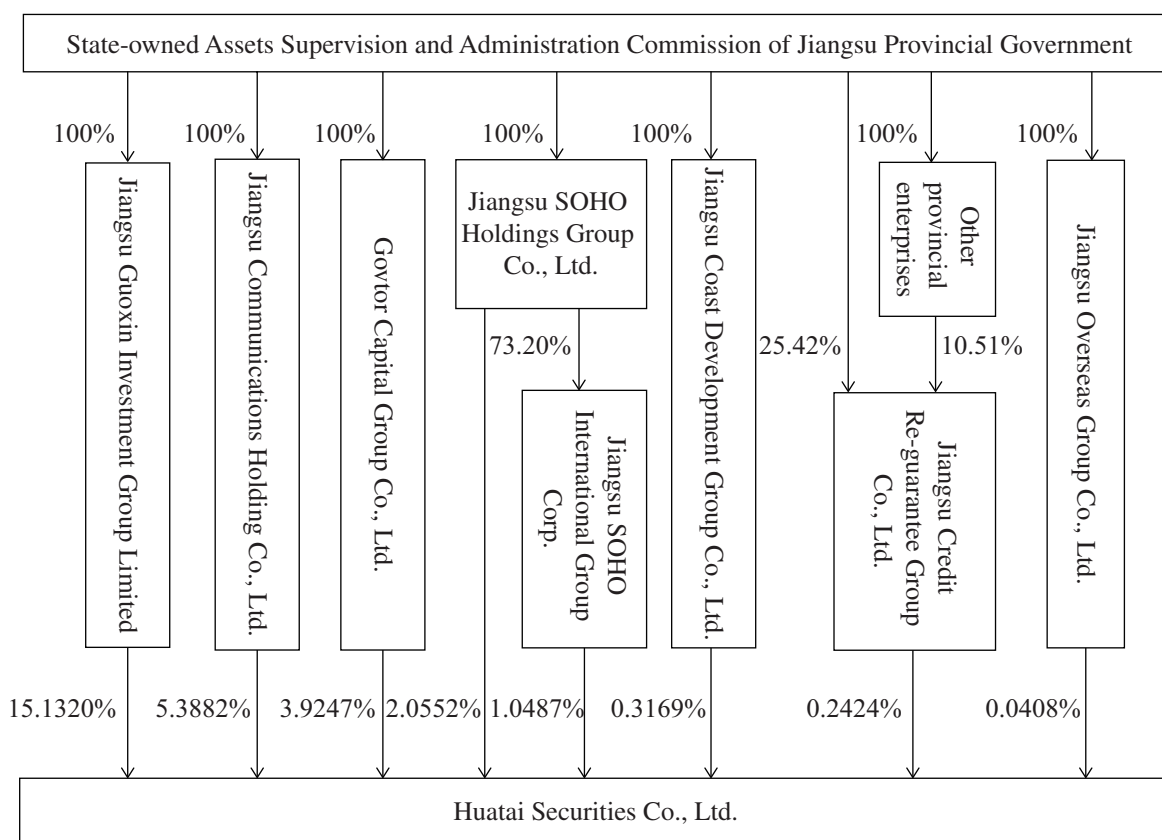 State-owned Assets Supervision and Administration Commission of Jiangsu Provincial Government
100%
100%
100%
100%
100%
100%
100%
Jiangsu Guoxin Investment Group Limited
Jiangsu Communications Holding Co., Ltd.
Govtor Capital Group Co., Ltd.
Jiangsu SOHO
Holdings Group
Co., Ltd.
Jiangsu Coast Development Group Co., Ltd.
Other
provincial
enterprises
Jiangsu Overseas Group Co., Ltd.
73.20%
25.42%
10.51%
Jiangsu SOHO
International Group
Corp.
Jiangsu Credit
Re-guarantee Group
Co., Ltd.
15.1320%
5.3882%
3.9247%
2.0552%
1.0487%
0.3169%
0.2424%
0.0408%
Huatai Securities Co., Ltd.